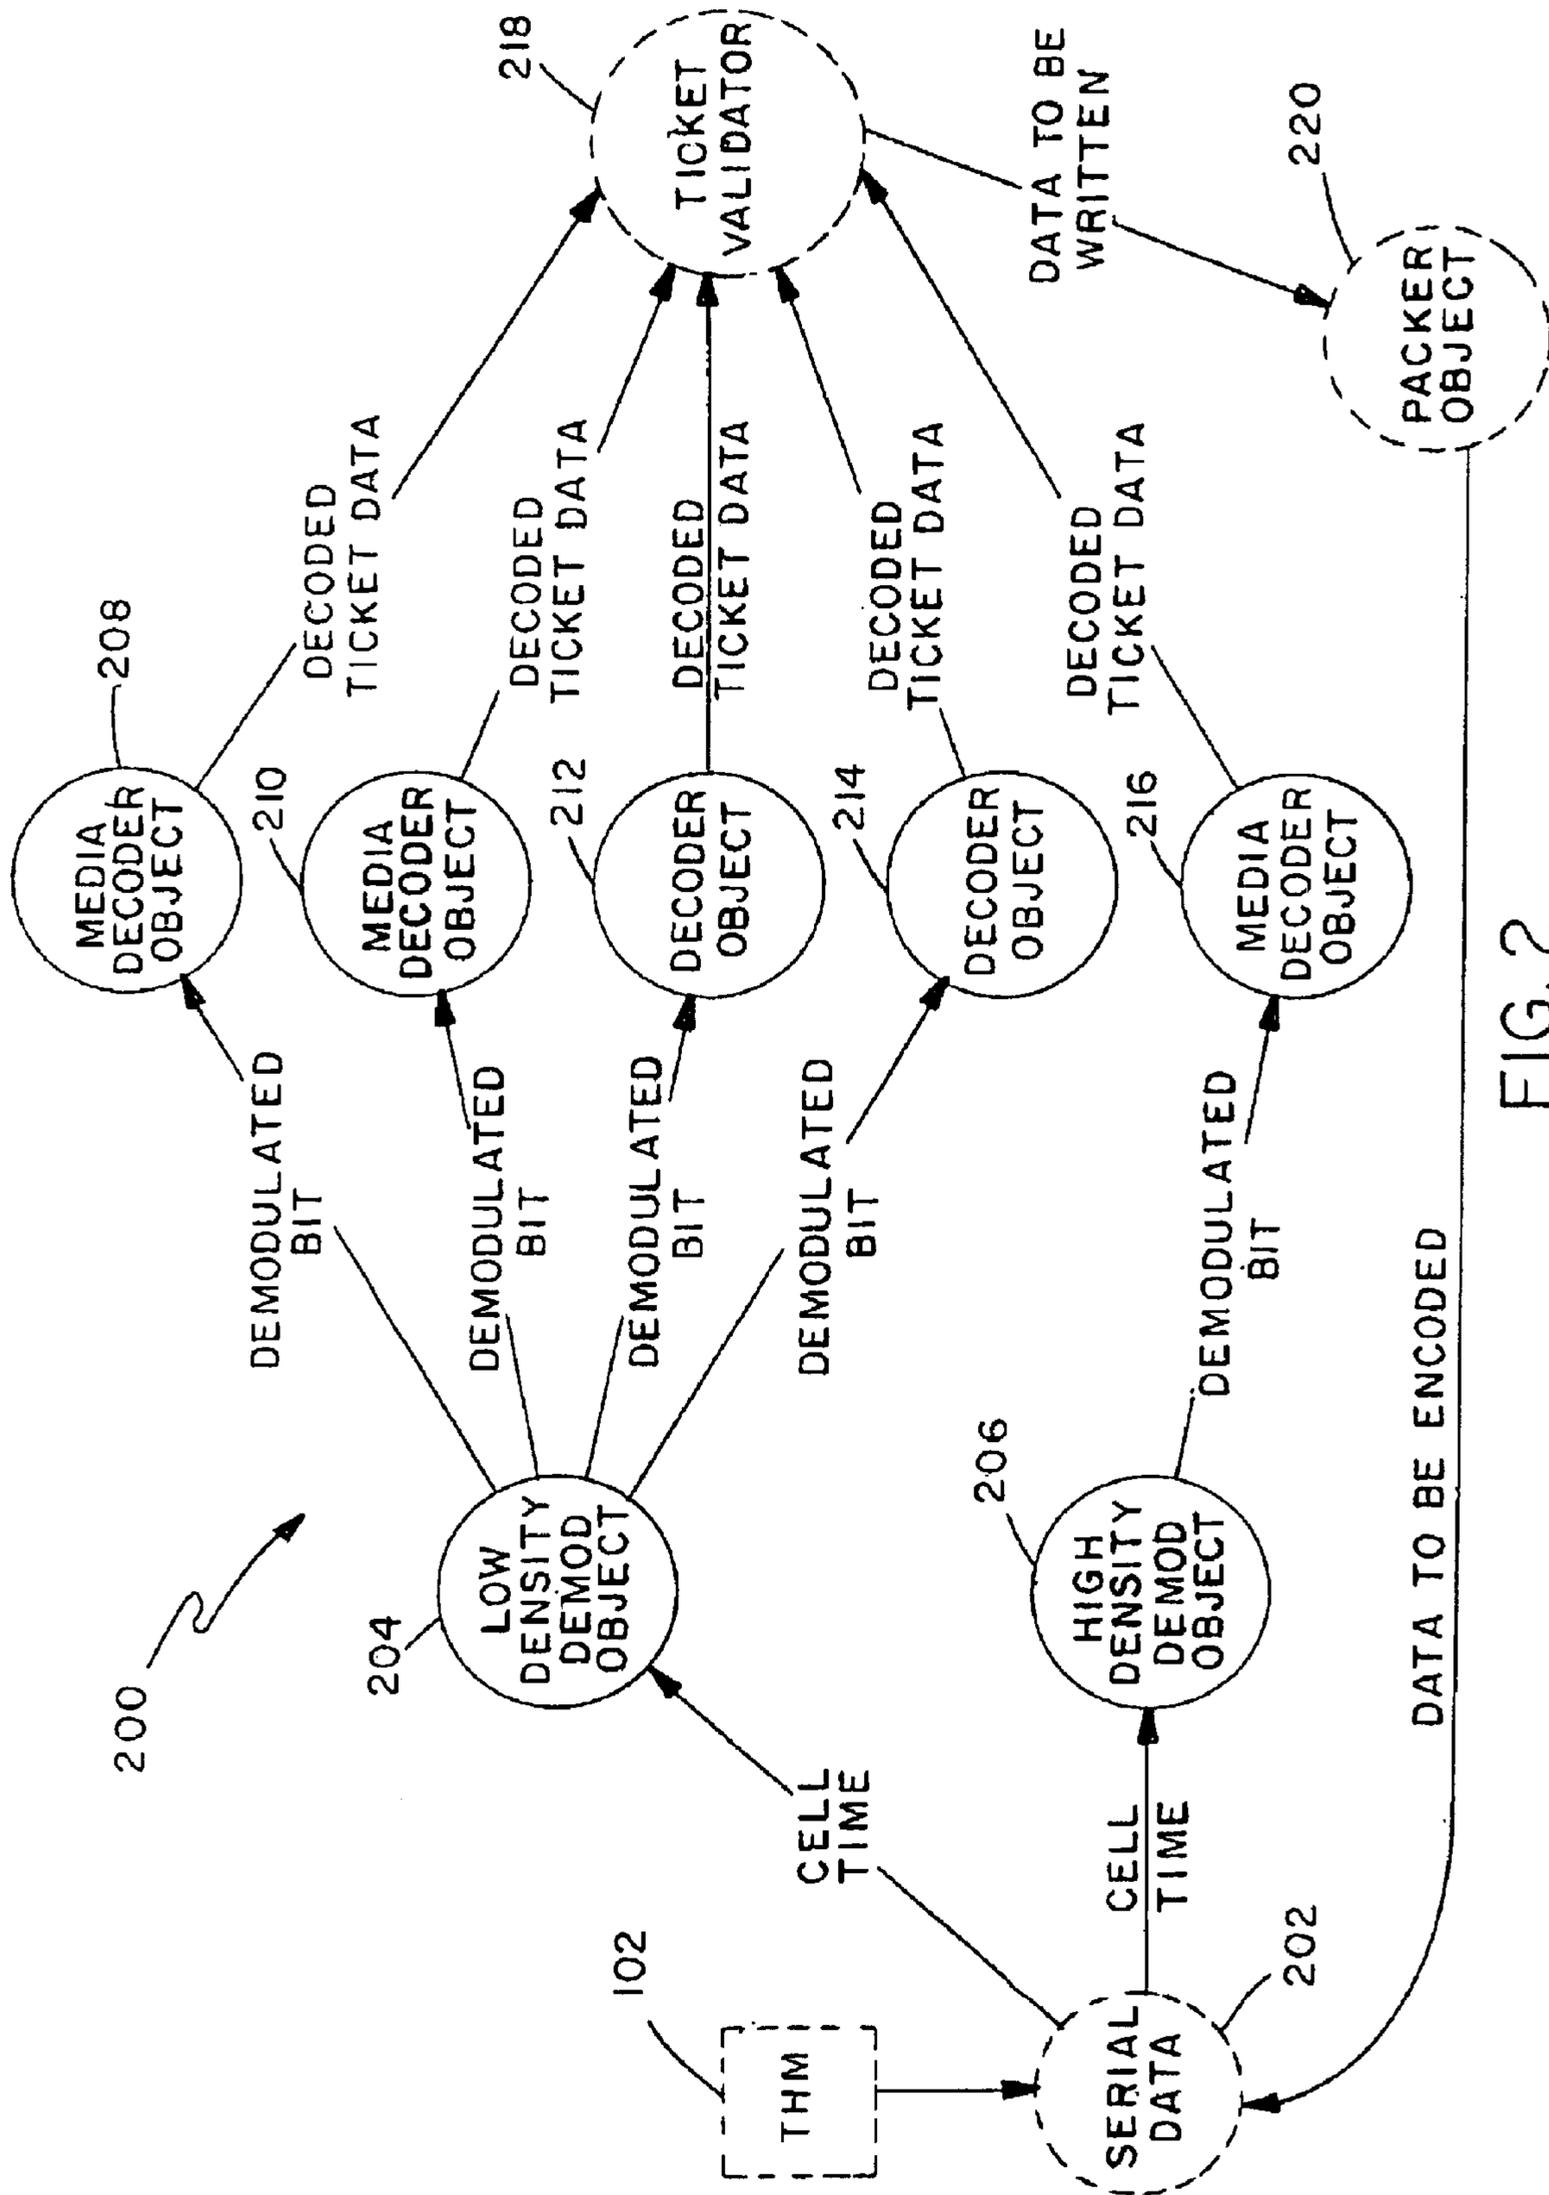 200
102
THM
SERIAL
DATA
202
CELL
TIME
CELL
TIME
204
LOW
DENSITY
DEMOD
OBJECT
206
HIGH
DENSITY
DEMOD
OBJECT
DEMODULATED
BIT
DEMODULATED
BIT
DEMODULATED
BIT
DEMODULATED
BIT
DEMODULATED
BIT
208
MEDIA
DECODER
OBJECT
210
MEDIA
DECODER
OBJECT
212
DECODER
OBJECT
214
DECODER
OBJECT
216
MEDIA
DECODER
OBJECT
DECODED
TICKET DATA
DECODED
TICKET DATA
DECODED
TICKET DATA
DECODED
TICKET DATA
DECODED
TICKET DATA
218
TICKET
VALIDATOR
DATA TO BE
WRITTEN
220
PACKER
OBJECT
DATA TO BE ENCODED
FIG. 2